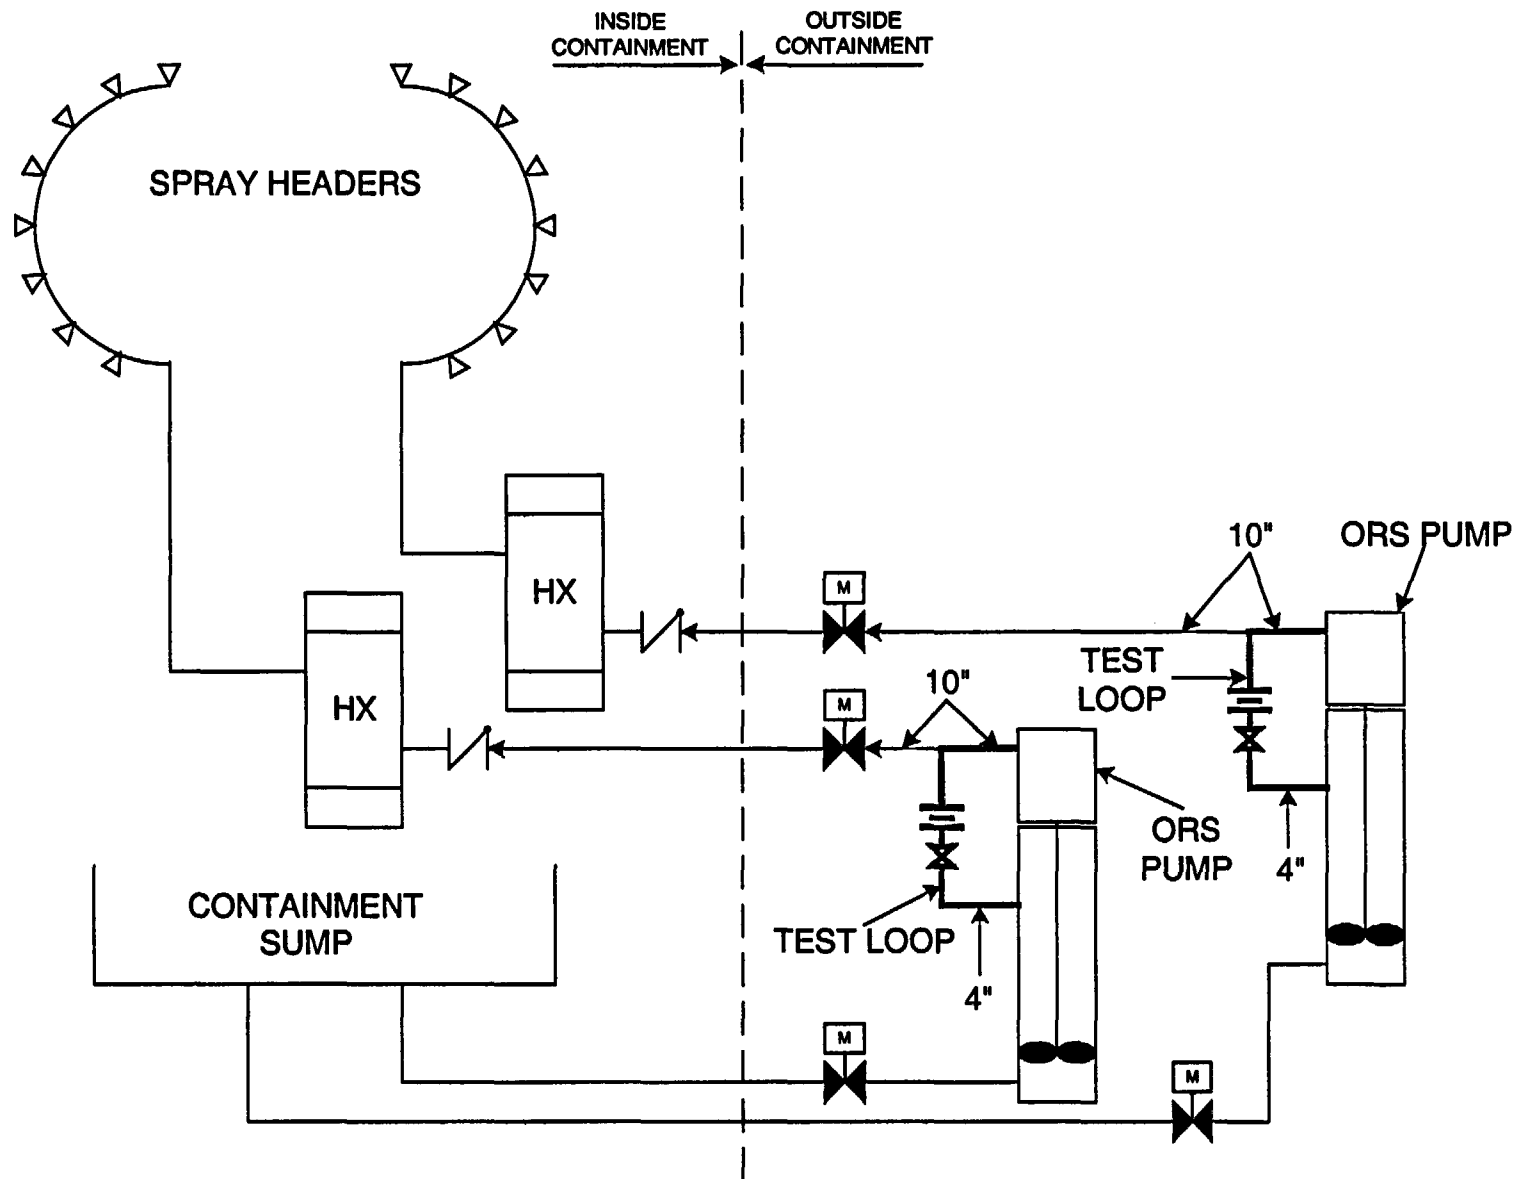 INSIDE
CONTAINMENT
OUTSIDE
CONTAINMENT
SPRAY HEADERS
10"
ORS PUMP
HX
M
TEST
LOOP
10"
HX
M
ORS
PUMP
4"
CONTAINMENT
SUMP
TEST LOOP
4"
M
M